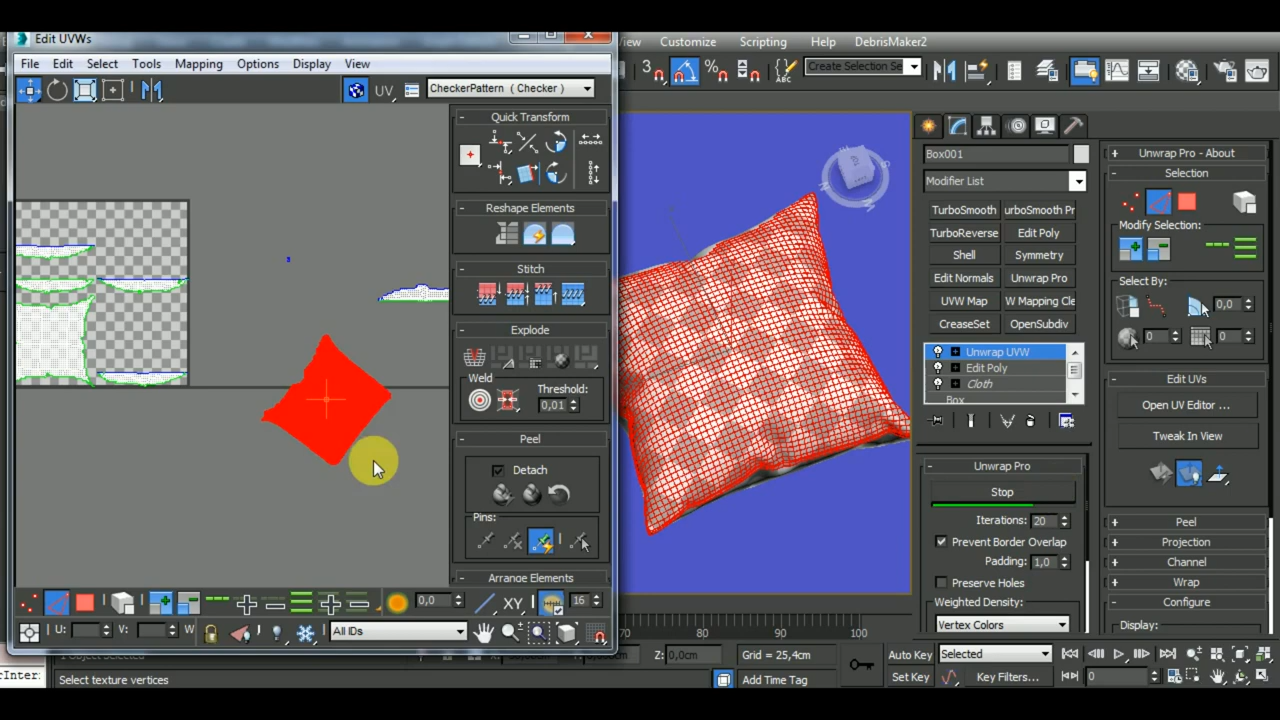 Edit UVWs
File Edit Select Tools Mapping Options Display View
UV
CheckerPattern ( Checker )
Quick Transform
Reshape Elements
Stitch
Explode
Weld
Threshold:
0,01
Peel
Detach
Pins:
Arrange Elements
0,0
XY
16
U: V: W
All IDs
Select texture vertices
Customize Scripting Help DebrisMaker2
3 % ABC
Create Selection Se
Box001
Modifier List
TurboSmooth urboSmooth Pr
TurboReverse Edit Poly
Shell Symmetry
Edit Normals Unwrap Pro
UVW Map W Mapping Cle
CreaseSet OpenSubdiv
Unwrap UVW
Edit Poly
Cloth
Box
Unwrap Pro
Stop
Iterations: 20
Prevent Border Overlap
Padding: 1,0
Preserve Holes
Weighted Density:
Vertex Colors
Unwrap Pro - About
Selection
Modify Selection:
Select By:
0,0
0 0
Edit UVs
Open UV Editor ...
Tweak In View
Peel
Projection
Channel
Wrap
Configure
Display:
70 80 90 100
Z: 0,0cm Grid = 25,4cm
Add Time Tag
Auto Key Selected
Set Key Key Filters... 0